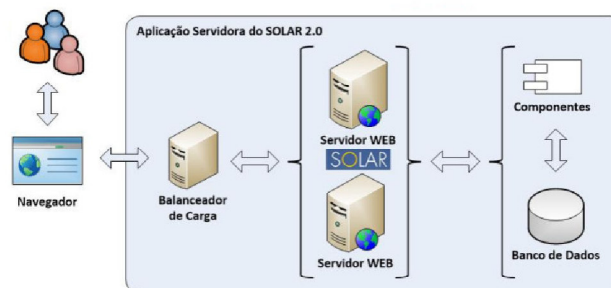 Aplicação Servidora do SOLAR 2.0
Navegador
Balanceador
de Carga
Servidor WEB
SOLAR
Servidor WEB
Componentes
Banco de Dados